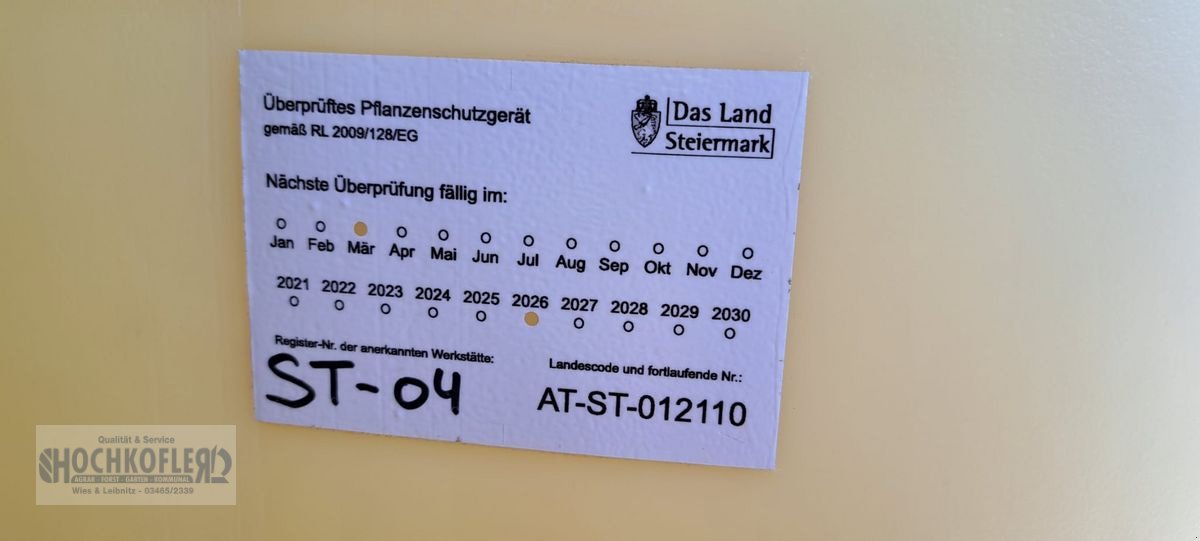 Überprüftes Pflanzenschutzgerät
gemäß RL 2009/128/EG
Das Land
Steiermark
Nächste Überprüfung fällig im:
Jan Feb Mär Apr Mai Jun Jul Aug Sep Okt Nov Dez
2021 2022 2023 2024 2025 2026 2027 2028 2029 2030
Register-Nr. der anerkannten Werkstätte:
ST-04
Landescode und fortlaufende Nr.:
AT-ST-012110
Qualität & Service
HOCHKOFLER
AGRAR · FORST · GARTEN · KOMMUNAL
Wies & Leibnitz - 03465/2339